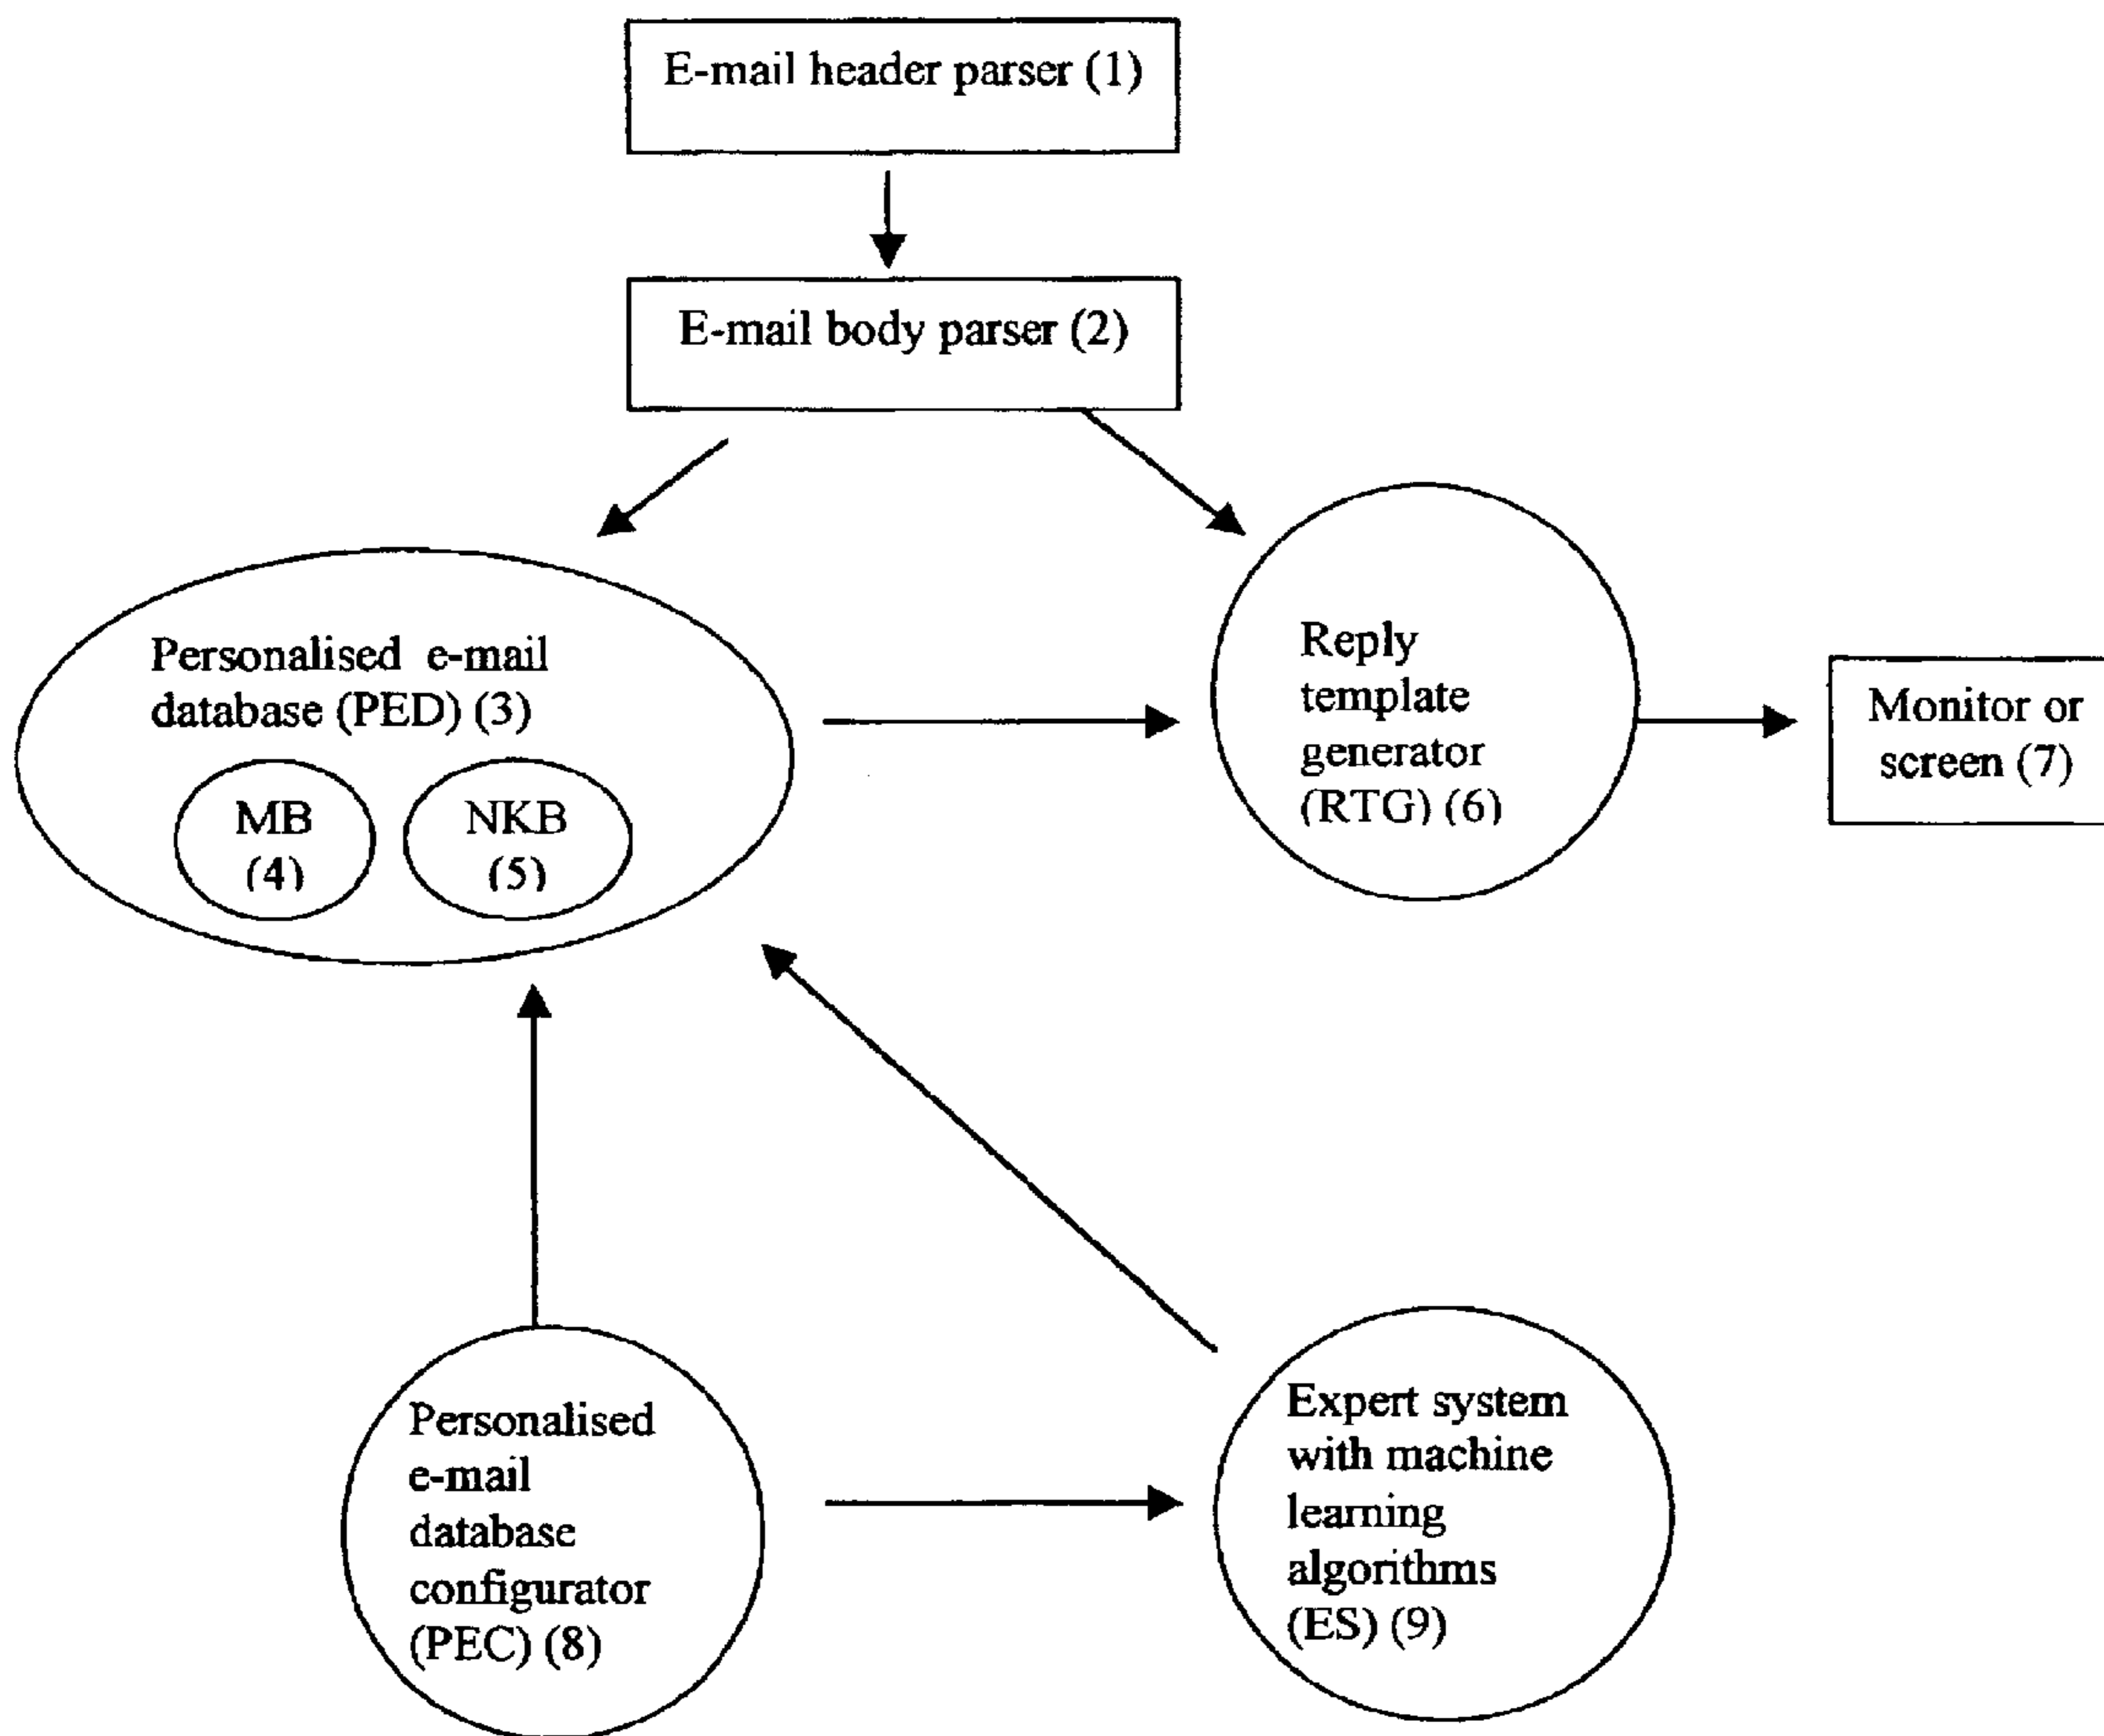 E-mail header parser (1)
E-mail body parser (2)
Personalised e-mail
database (PED) (3)
MB
(4)
NKB
(5)
Reply
template
generator
(RTG) (6)
Monitor or
screen (7)
Personalised
e-mail
database
configurator
(PEC) (8)
Expert system
with machine
learning
algorithms
(ES) (9)